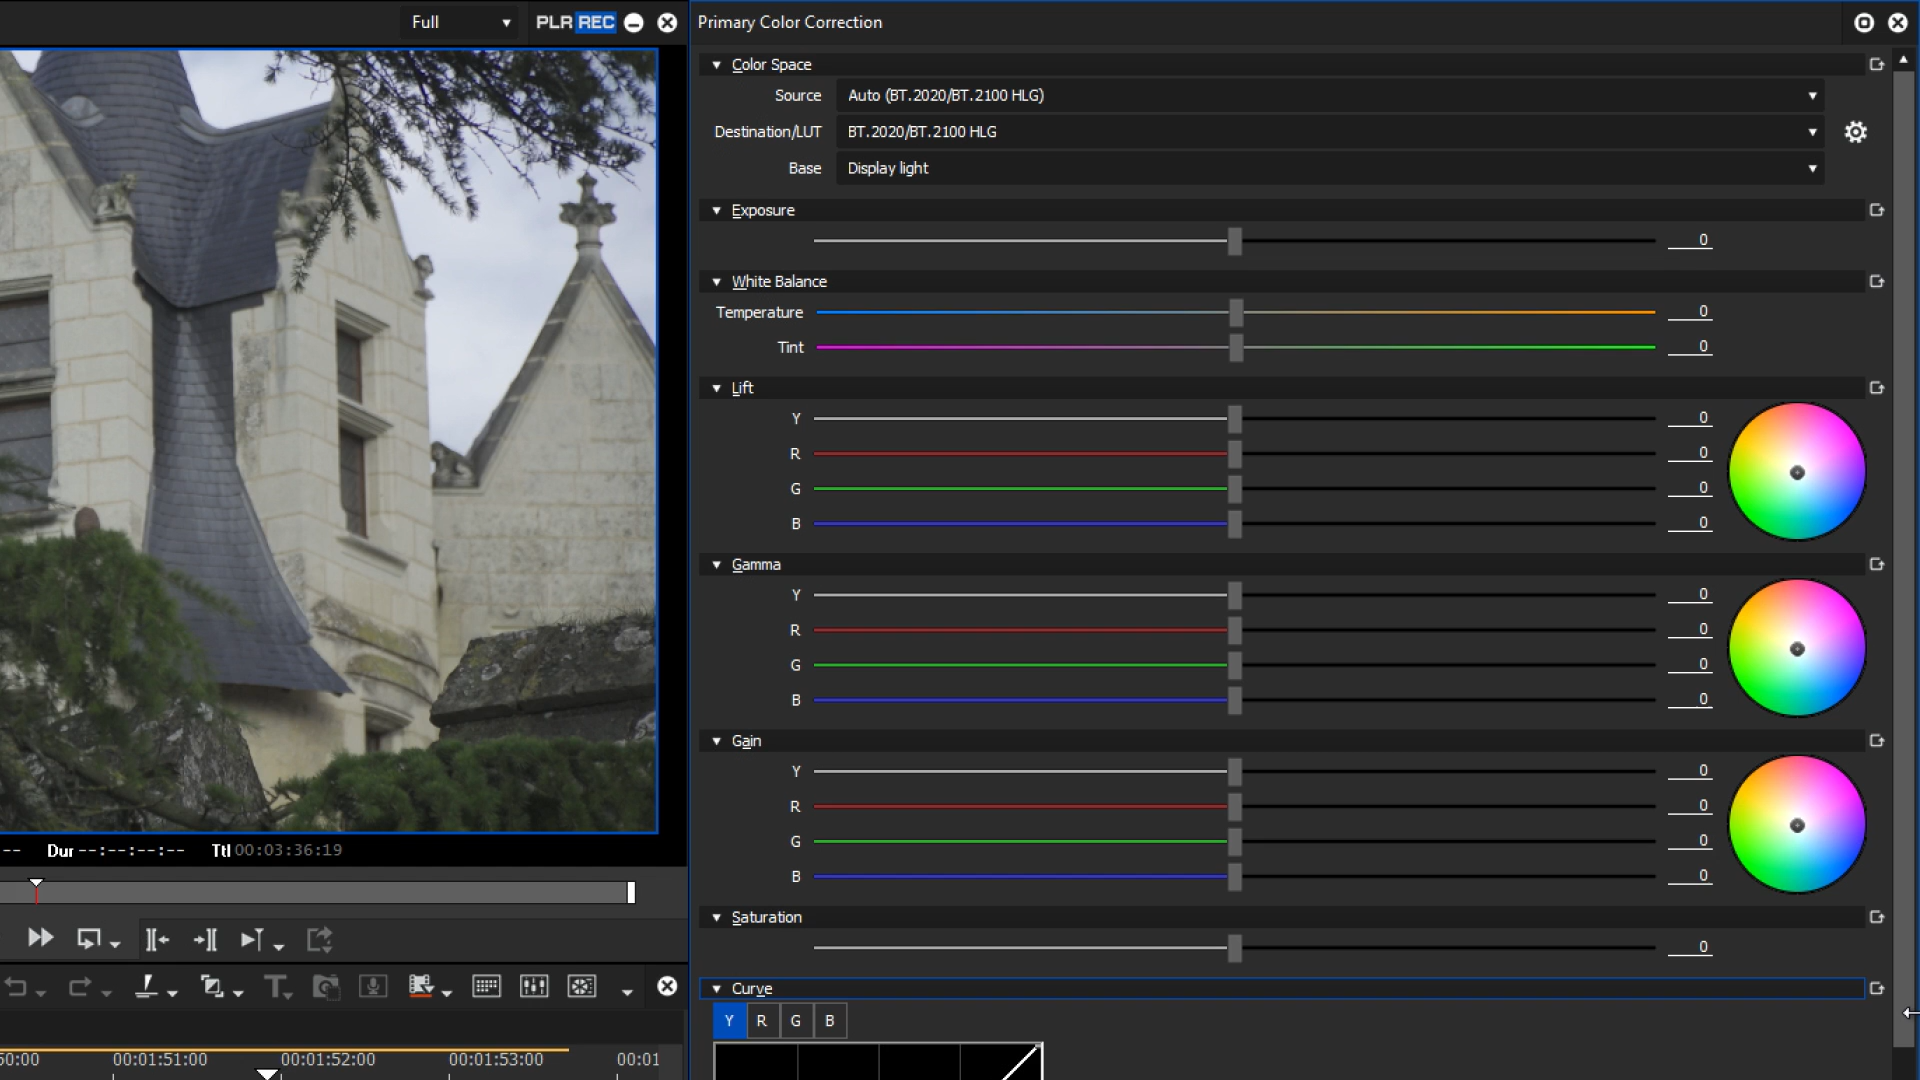 Full
PLR REC
Primary Color Correction
Color Space
Source Auto (BT.2020/BT.2100 HLG)
Destination/LUT BT.2020/BT.2100 HLG
Base Display light
Exposure
0
White Balance
Temperature 0
Tint 0
Lift
Y 0
R 0
G 0
B 0
Gamma
Y 0
R 0
G 0
B 0
Gain
Y 0
R 0
G 0
B 0
Saturation
0
Curve
Y R G B
-- Dur --:--:--:-- Ttl 00:03:36:19
50:00 00:01:51:00 00:01:52:00 00:01:53:00 00:01